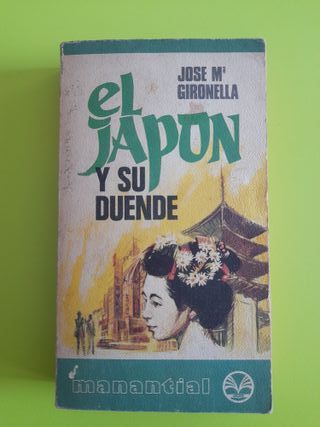 JOSE Mª
GIRONELLA
el
JAPON
Y SU
DUENDE
manantial